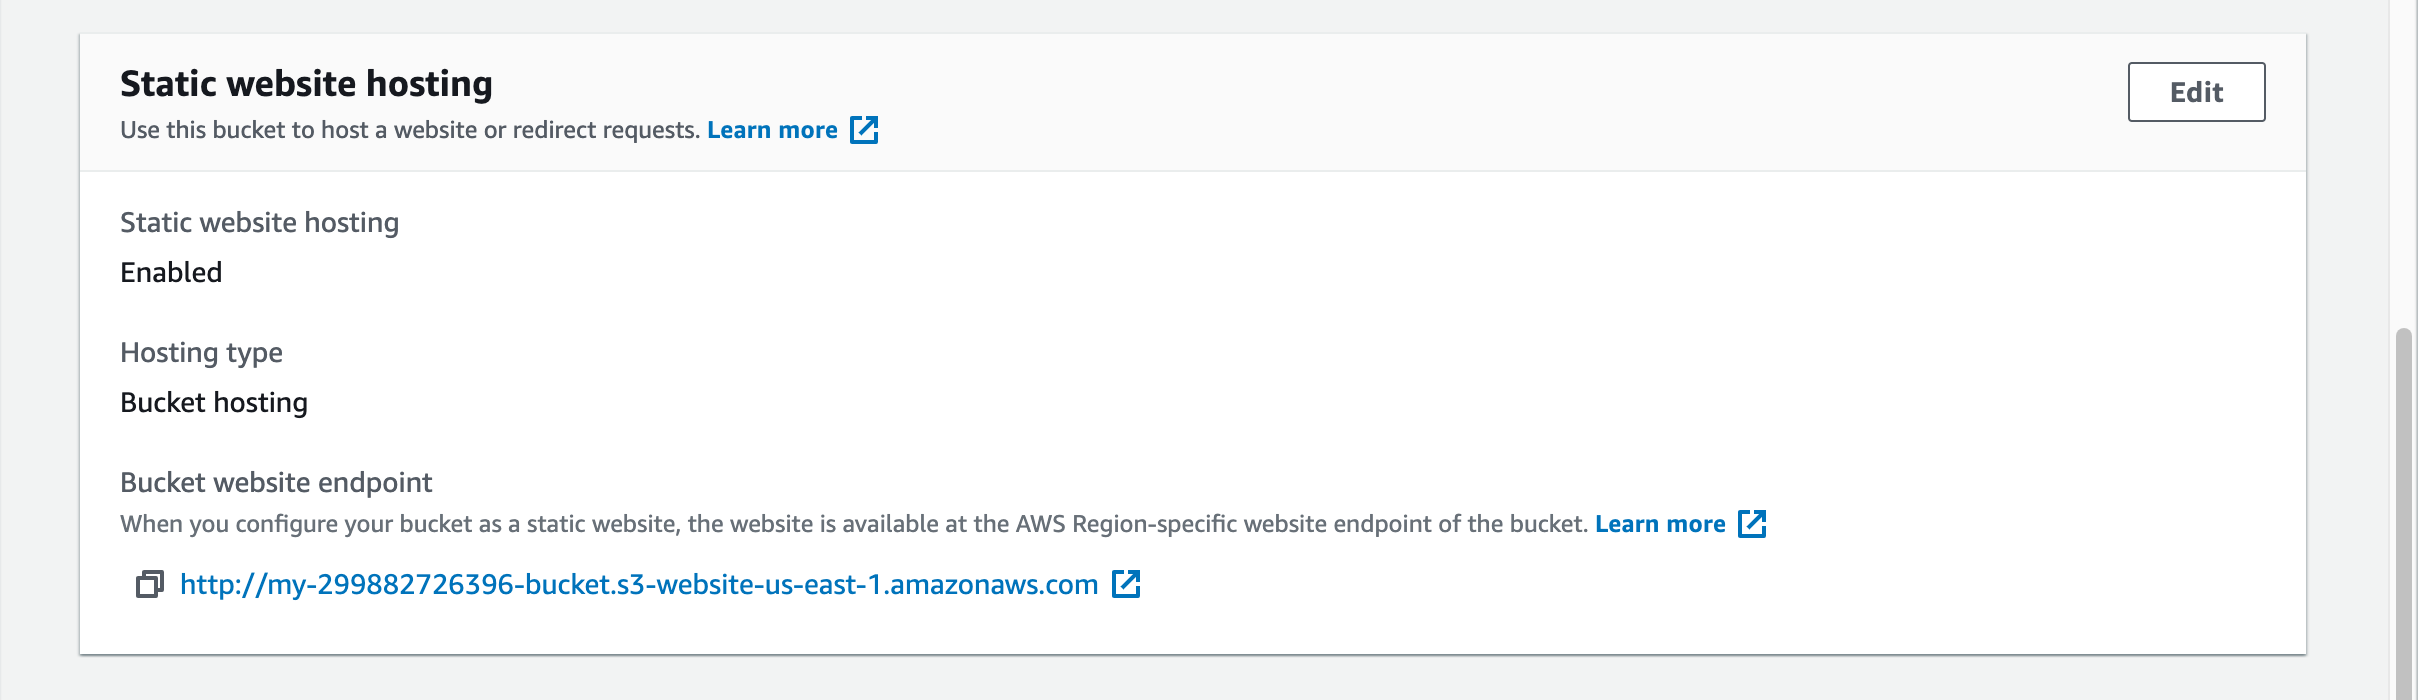 Static website hosting
Edit
Use this bucket to host a website or redirect requests. Learn more
Static website hosting
Enabled
Hosting type
Bucket hosting
Bucket website endpoint
When you configure your bucket as a static website, the website is available at the AWS Region-specific website endpoint of the bucket. Learn more
http://my-299882726396-bucket.s3-website-us-east-1.amazonaws.com